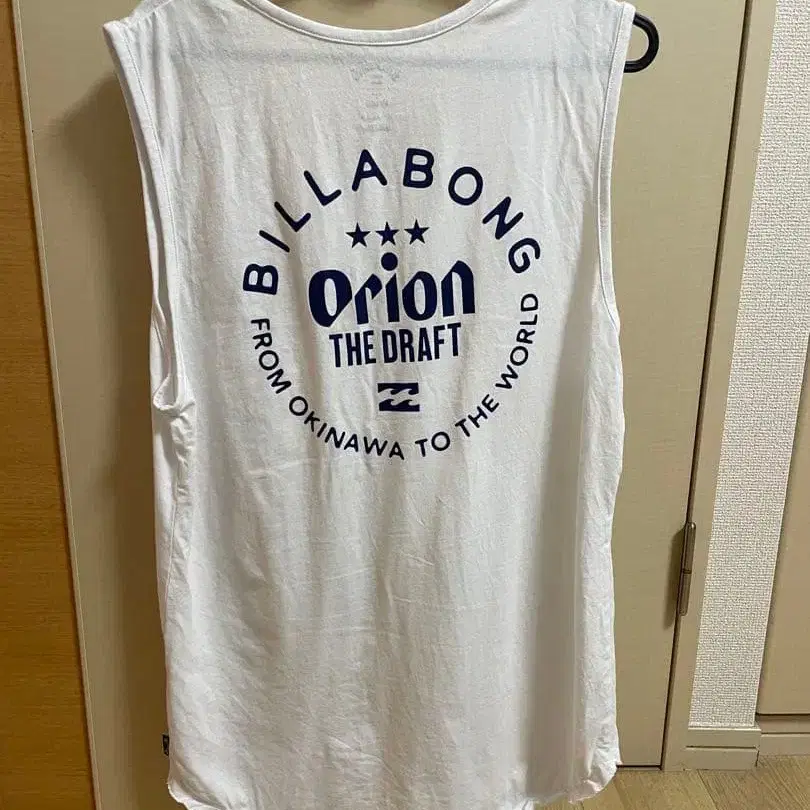 BILLABONG
★★★
Orion
THE DRAFT
FROM OKINAWA TO THE WORLD